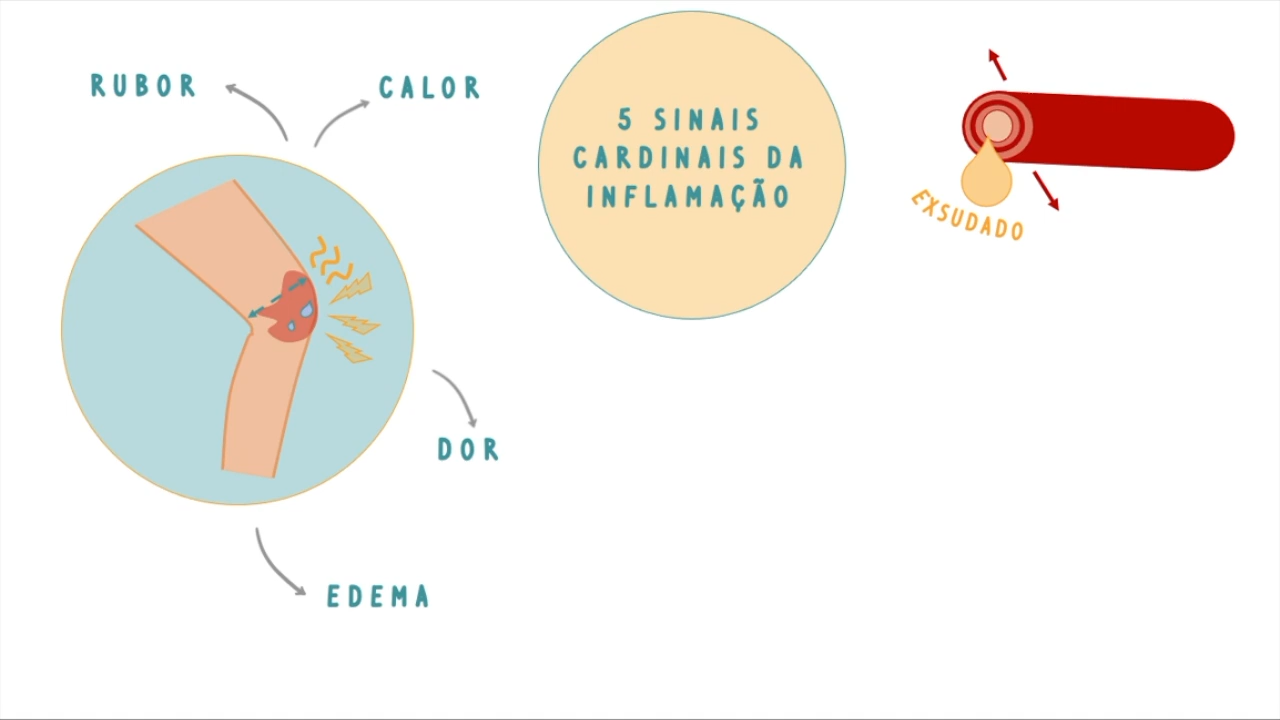 RUBOR
CALOR
5 SINAIS
CARDINAIS DA
INFLAMAÇÃO
EXSUDADO
DOR
EDEMA